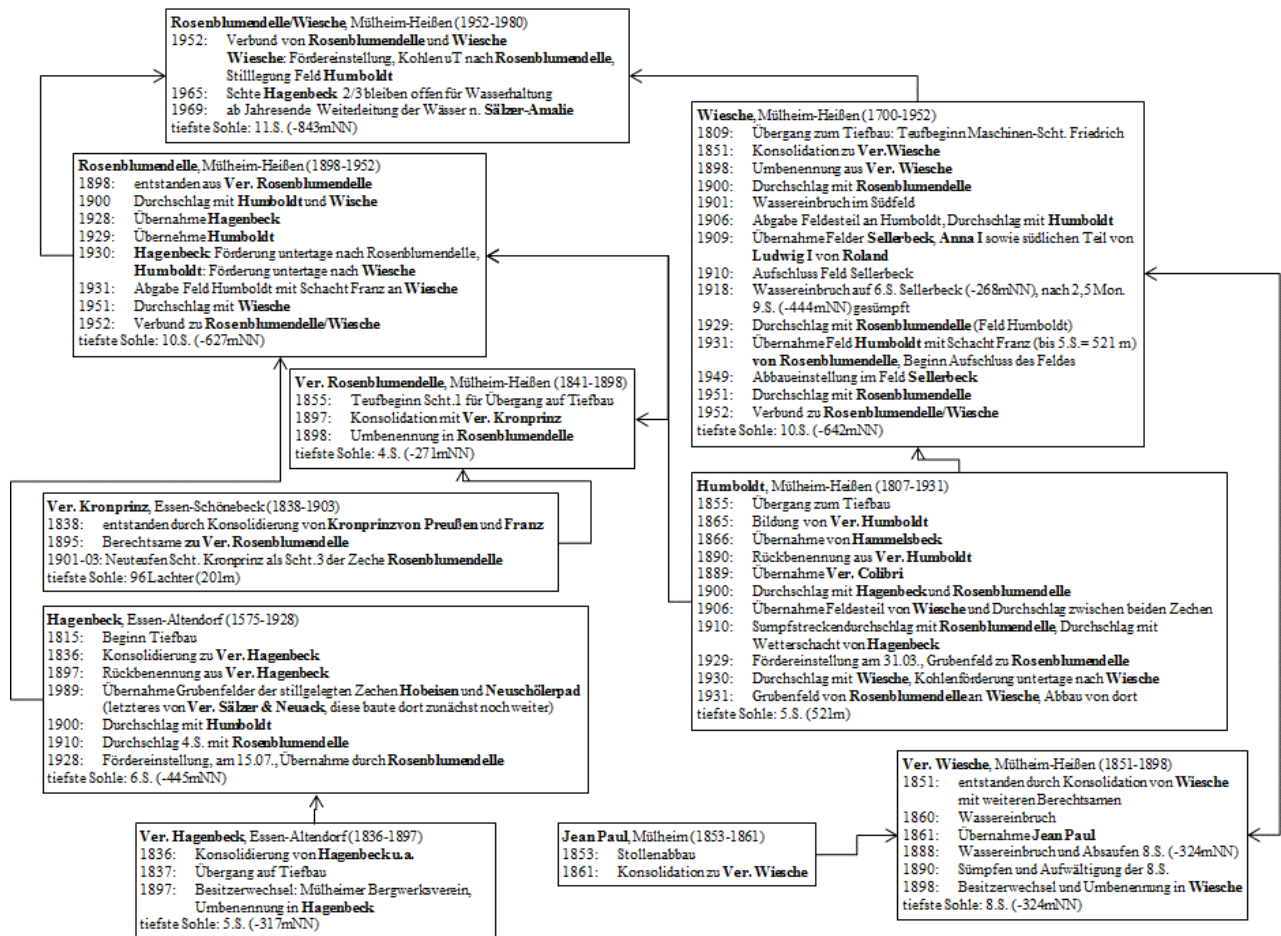 Rosenblumendelle/Wiesche, Mülheim-Heißen (1952-1980)
1952: Verbund von Rosenblumendelle und Wiesche
Wiesche: Fördereinstellung, Kohlen uT nach Rosenblumendelle,
Stilllegung Feld Humboldt
1965: Schte Hagenbeck 2/3 bleiben offen für Wasserhaltung
1969: ab Jahresende Weiterleitung der Wässer n. Sälzer-Amalie
tiefste Sohle: 11.S. (-843mNN)
Rosenblumendelle, Mülheim-Heißen (1898-1952)
1898: entstanden aus Ver. Rosenblumendelle
1900 Durchschlag mit Humboldt und Wische
1928: Übernahme Hagenbeck
1929: Übernehme Humboldt
1930: Hagenbeck: Förderung untertage nach Rosenblumendelle,
Humboldt: Förderung untertage nach Wiesche
1931: Abgabe Feld Humboldt mit Schacht Franz an Wiesche
1951: Durchschlag mit Wiesche
1952: Verbund zu Rosenblumendelle/Wiesche
tiefste Sohle: 10.S. (-627mNN)
Wiesche, Mülheim-Heißen (1700-1952)
1809: Übergang zum Tiefbau: Teufbeginn Maschinen-Scht. Friedrich
1851: Konsolidation zu Ver.Wiesche
1898: Umbenennung aus Ver. Wiesche
1900: Durchschlag mit Rosenblumendelle
1901: Wassereinbruch im Südfeld
1906: Abgabe Feldesteil an Humboldt, Durchschlag mit Humboldt
1909: Übernahme Felder Sellerbeck, Anna I sowie südlichen Teil von
Ludwig I von Roland
1910: Aufschluss Feld Sellerbeck
1918: Wassereinbruch auf 6.S. Sellerbeck (-268mNN), nach 2,5 Mon.
9.S. (-444mNN) gesümpft
1929: Durchschlag mit Rosenblumendelle (Feld Humboldt)
1931: Übernahme Feld Humboldt mit Schacht Franz (bis 5.S.= 521 m)
von Rosenblumendelle, Beginn Aufschluss des Feldes
1949: Abbaueinstellung im Feld Sellerbeck
1951: Durchschlag mit Rosenblumendelle
1952: Verbund zu Rosenblumendelle/Wiesche
tiefste Sohle: 10.S. (-642mNN)
Ver. Rosenblumendelle, Mülheim-Heißen (1841-1898)
1855: Teufbeginn Scht.1 für Übergang auf Tiefbau
1897: Konsolidation mit Ver. Kronprinz
1898: Umbenennung in Rosenblumendelle
tiefste Sohle: 4.S. (-271mNN)
Ver. Kronprinz, Essen-Schönebeck (1838-1903)
1838: entstanden durch Konsolidierung von Kronprinz von Preußen und Franz
1895: Berechtsame zu Ver. Rosenblumendelle
1901-03: Neuteufen Scht. Kronprinz als Scht.3 der Zeche Rosenblumendelle
tiefste Sohle: 96 Lachter (201m)
Humboldt, Mülheim-Heißen (1807-1931)
1855: Übergang zum Tiefbau
1865: Bildung von Ver. Humboldt
1866: Übernahme von Hammelsbeck
1890: Rückbenennung aus Ver. Humboldt
1889: Übernahme Ver. Colibri
1900: Durchschlag mit Hagenbeck und Rosenblumendelle
1906: Übernahme Feldesteil von Wiesche und Durchschlag zwischen beiden Zechen
1910: Sumpfstreckendurchschlag mit Rosenblumendelle, Durchschlag mit
Wetterschacht von Hagenbeck
1929: Fördereinstellung am 31.03., Grubenfeld zu Rosenblumendelle
1930: Durchschlag mit Wiesche, Kohlenförderung untertage nach Wiesche
1931: Grubenfeld von Rosenblumendelle an Wiesche, Abbau von dort
tiefste Sohle: 5.S. (521m)
Hagenbeck, Essen-Altendorf (1575-1928)
1815: Beginn Tiefbau
1836: Konsolidierung zu Ver. Hagenbeck
1897: Rückbenennung aus Ver. Hagenbeck
1989: Übernahme Grubenfelder der stillgelegten Zechen Hobeisen und Neuschölerpad
(letzteres von Ver. Sälzer & Neuack, diese baute dort zunächst noch weiter)
1900: Durchschlag mit Humboldt
1910: Durchschlag 4.S. mit Rosenblumendelle
1928: Fördereinstellung, am 15.07., Übernahme durch Rosenblumendelle
tiefste Sohle: 6.S. (-445mNN)
Ver. Hagenbeck, Essen-Altendorf (1836-1897)
1836: Konsolidierung von Hagenbeck u.a.
1837: Übergang auf Tiefbau
1897: Besitzerwechsel: Mülheimer Bergwerksverein,
Umbenennung in Hagenbeck
tiefste Sohle: 5.S. (-317mNN)
Jean Paul, Mülheim (1853-1861)
1853: Stollenabbau
1861: Konsolidation zu Ver. Wiesche
Ver. Wiesche, Mülheim-Heißen (1851-1898)
1851: entstanden durch Konsolidation von Wiesche
mit weiteren Berechtsamen
1860: Wassereinbruch
1861: Übernahme Jean Paul
1888: Wassereinbruch und Absaufen 8.S. (-324mNN)
1890: Sümpfen und Aufwältigung der 8.S.
1898: Besitzerwechsel und Umbenennung in Wiesche
tiefste Sohle: 8.S. (-324mNN)